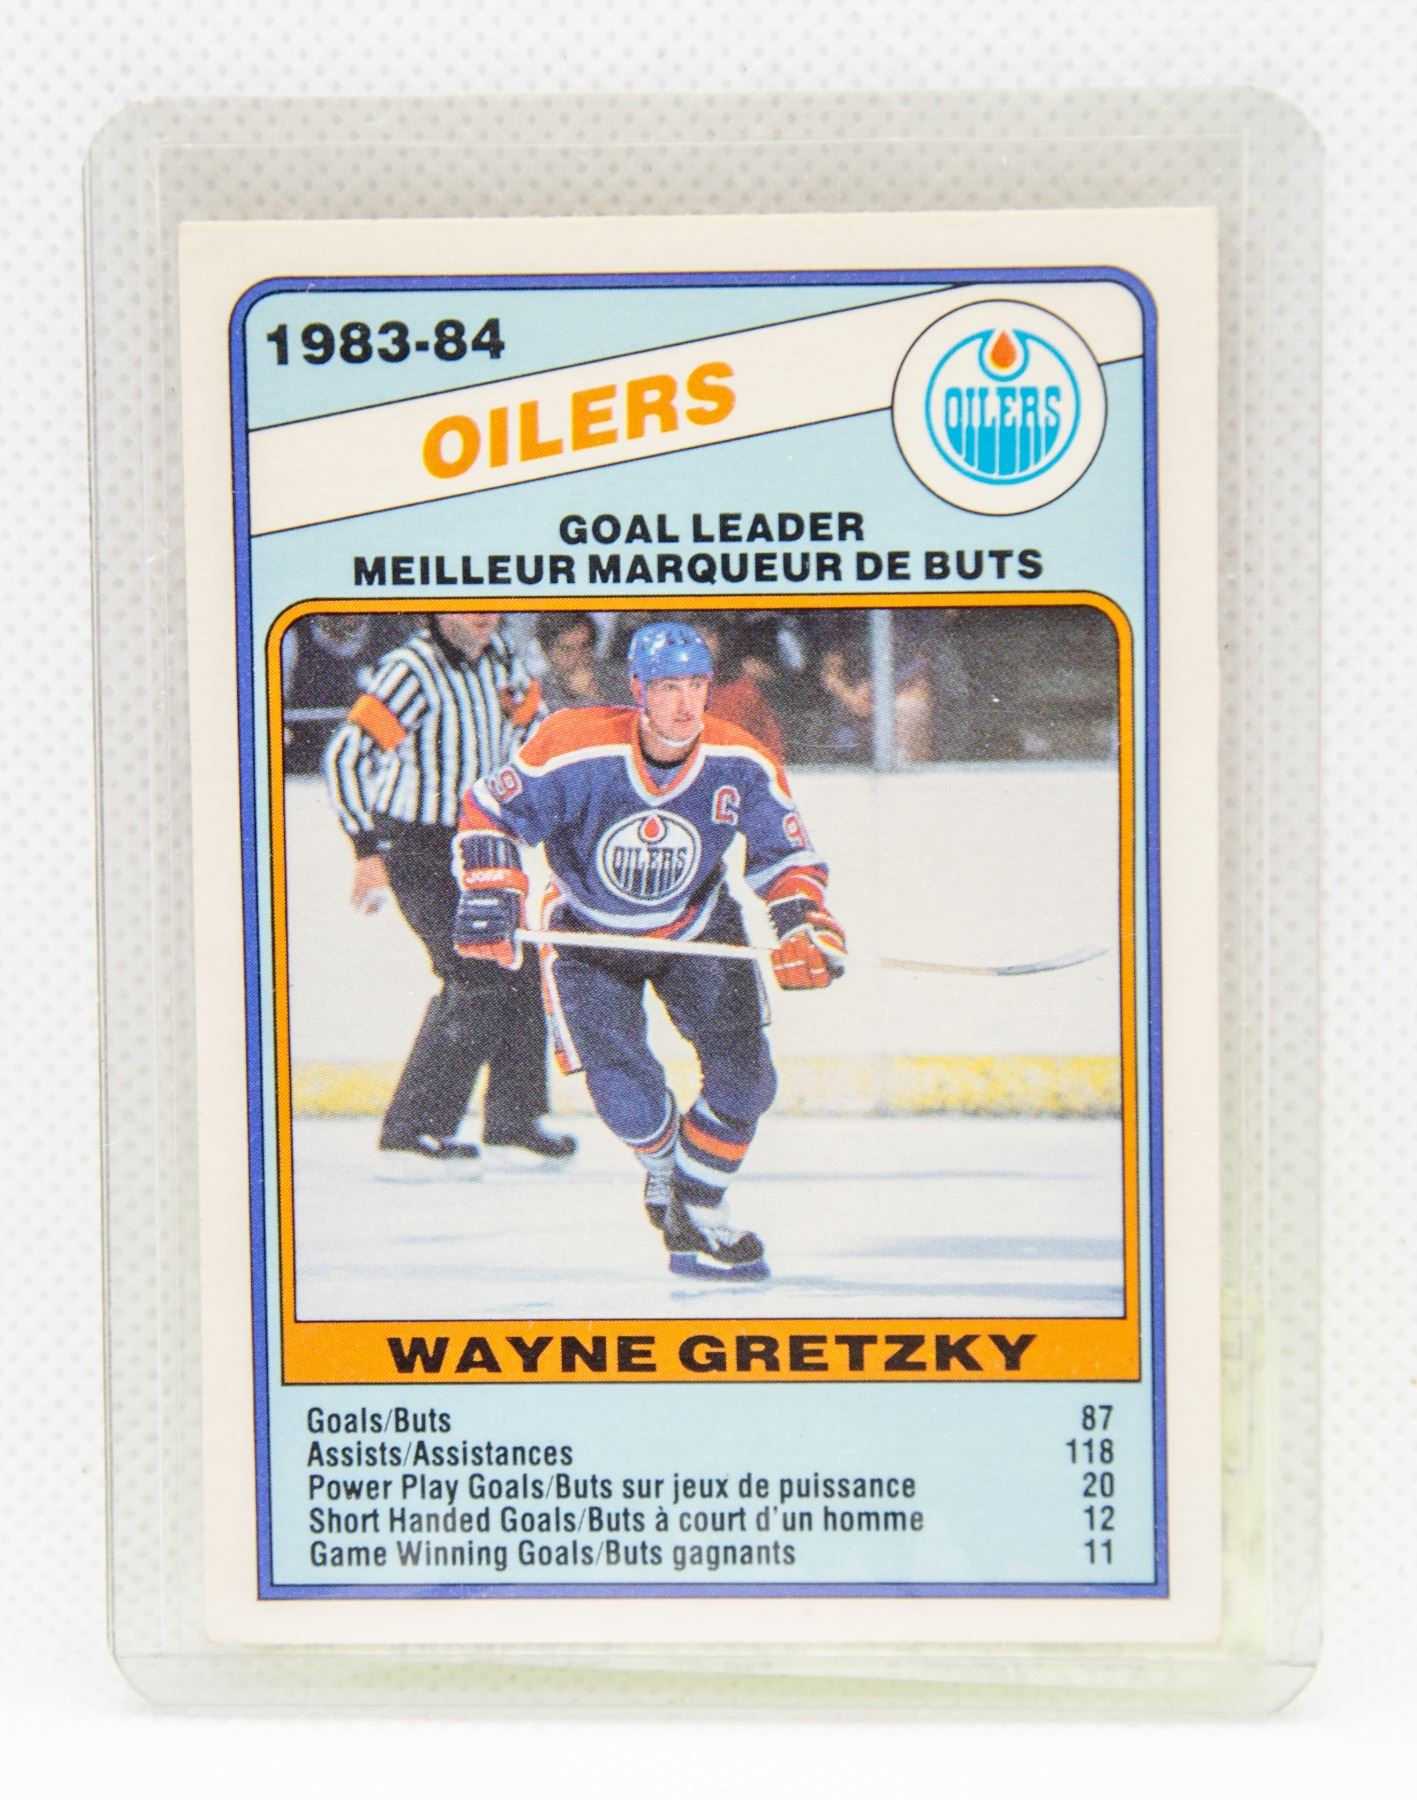 1983-84
OILERS
OILERS
GOAL LEADER
MEILLEUR MARQUEUR DE BUTS
C
OILERS
JOFA
WAYNE GRETZKY
Goals/Buts 87
Assists/Assistances 118
Power Play Goals/Buts sur jeux de puissance 20
Short Handed Goals/Buts à court d'un homme 12
Game Winning Goals/Buts gagnants 11